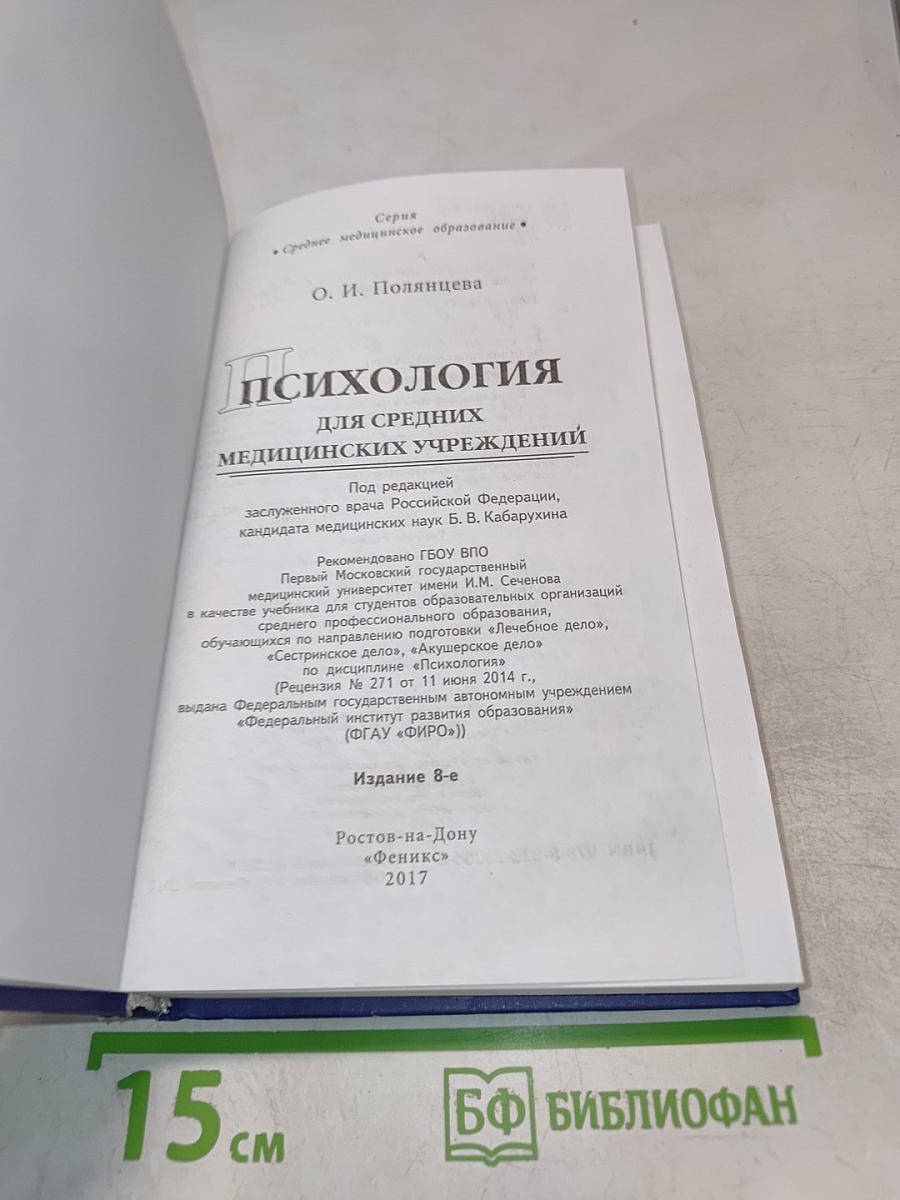 Серия
• Среднее медицинское образование •
О. И. Полянцева
ПСИХОЛОГИЯ
ДЛЯ СРЕДНИХ
МЕДИЦИНСКИХ УЧРЕЖДЕНИЙ
Под редакцией
заслуженного врача Российской Федерации,
кандидата медицинских наук Б. В. Кабарухина
Рекомендовано ГБОУ ВПО
Первый Московский государственный
медицинский университет имени И.М. Сеченова
в качестве учебника для студентов образовательных организаций
среднего профессионального образования,
обучающихся по направлению подготовки «Лечебное дело»,
«Сестринское дело», «Акушерское дело»
по дисциплине «Психология»
(Рецензия № 271 от 11 июня 2014 г.,
выдана Федеральным государственным автономным учреждением
«Федеральный институт развития образования»
(ФГАУ «ФИРО»))
Издание 8-е
Ростов-на-Дону
«Феникс»
2017
15 см
БФ БИБЛИОФАН